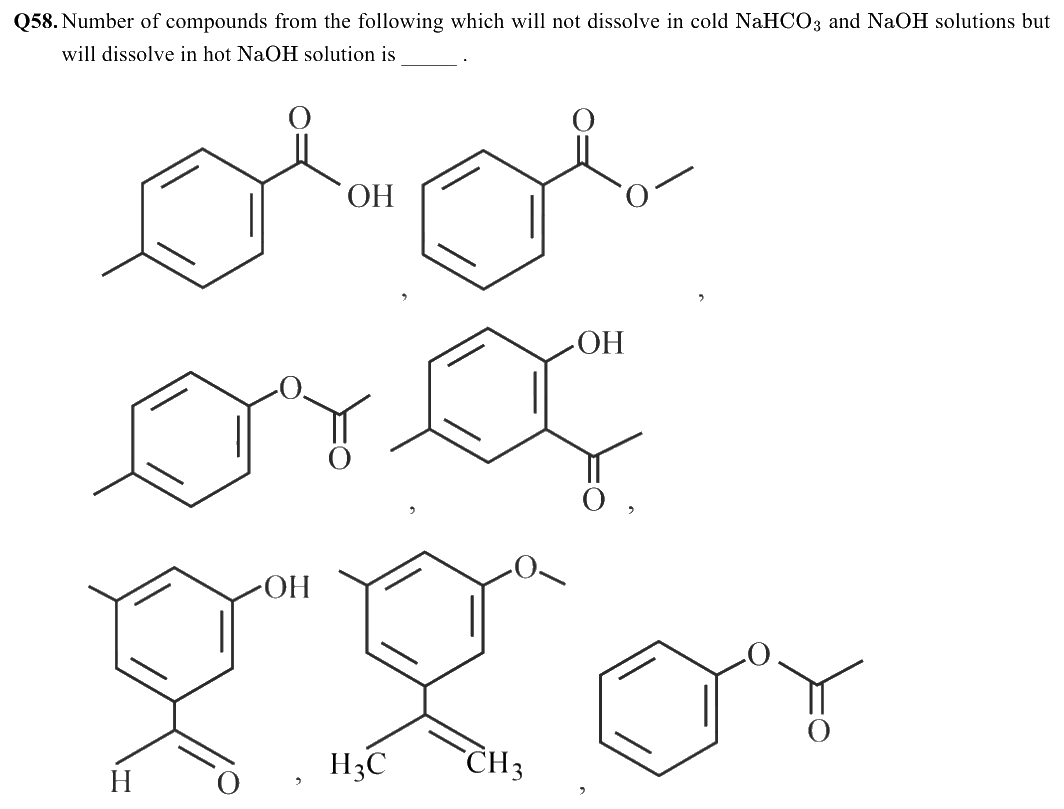 Q58. Number of compounds from the following which will not dissolve in cold NaHCO₃ and NaOH solutions but
will dissolve in hot NaOH solution is _____ .
O
OH
,
O
O
,
O
O
,
OH
O ,
OH
H
O
,
O
H₃C
CH₃
,
O
O